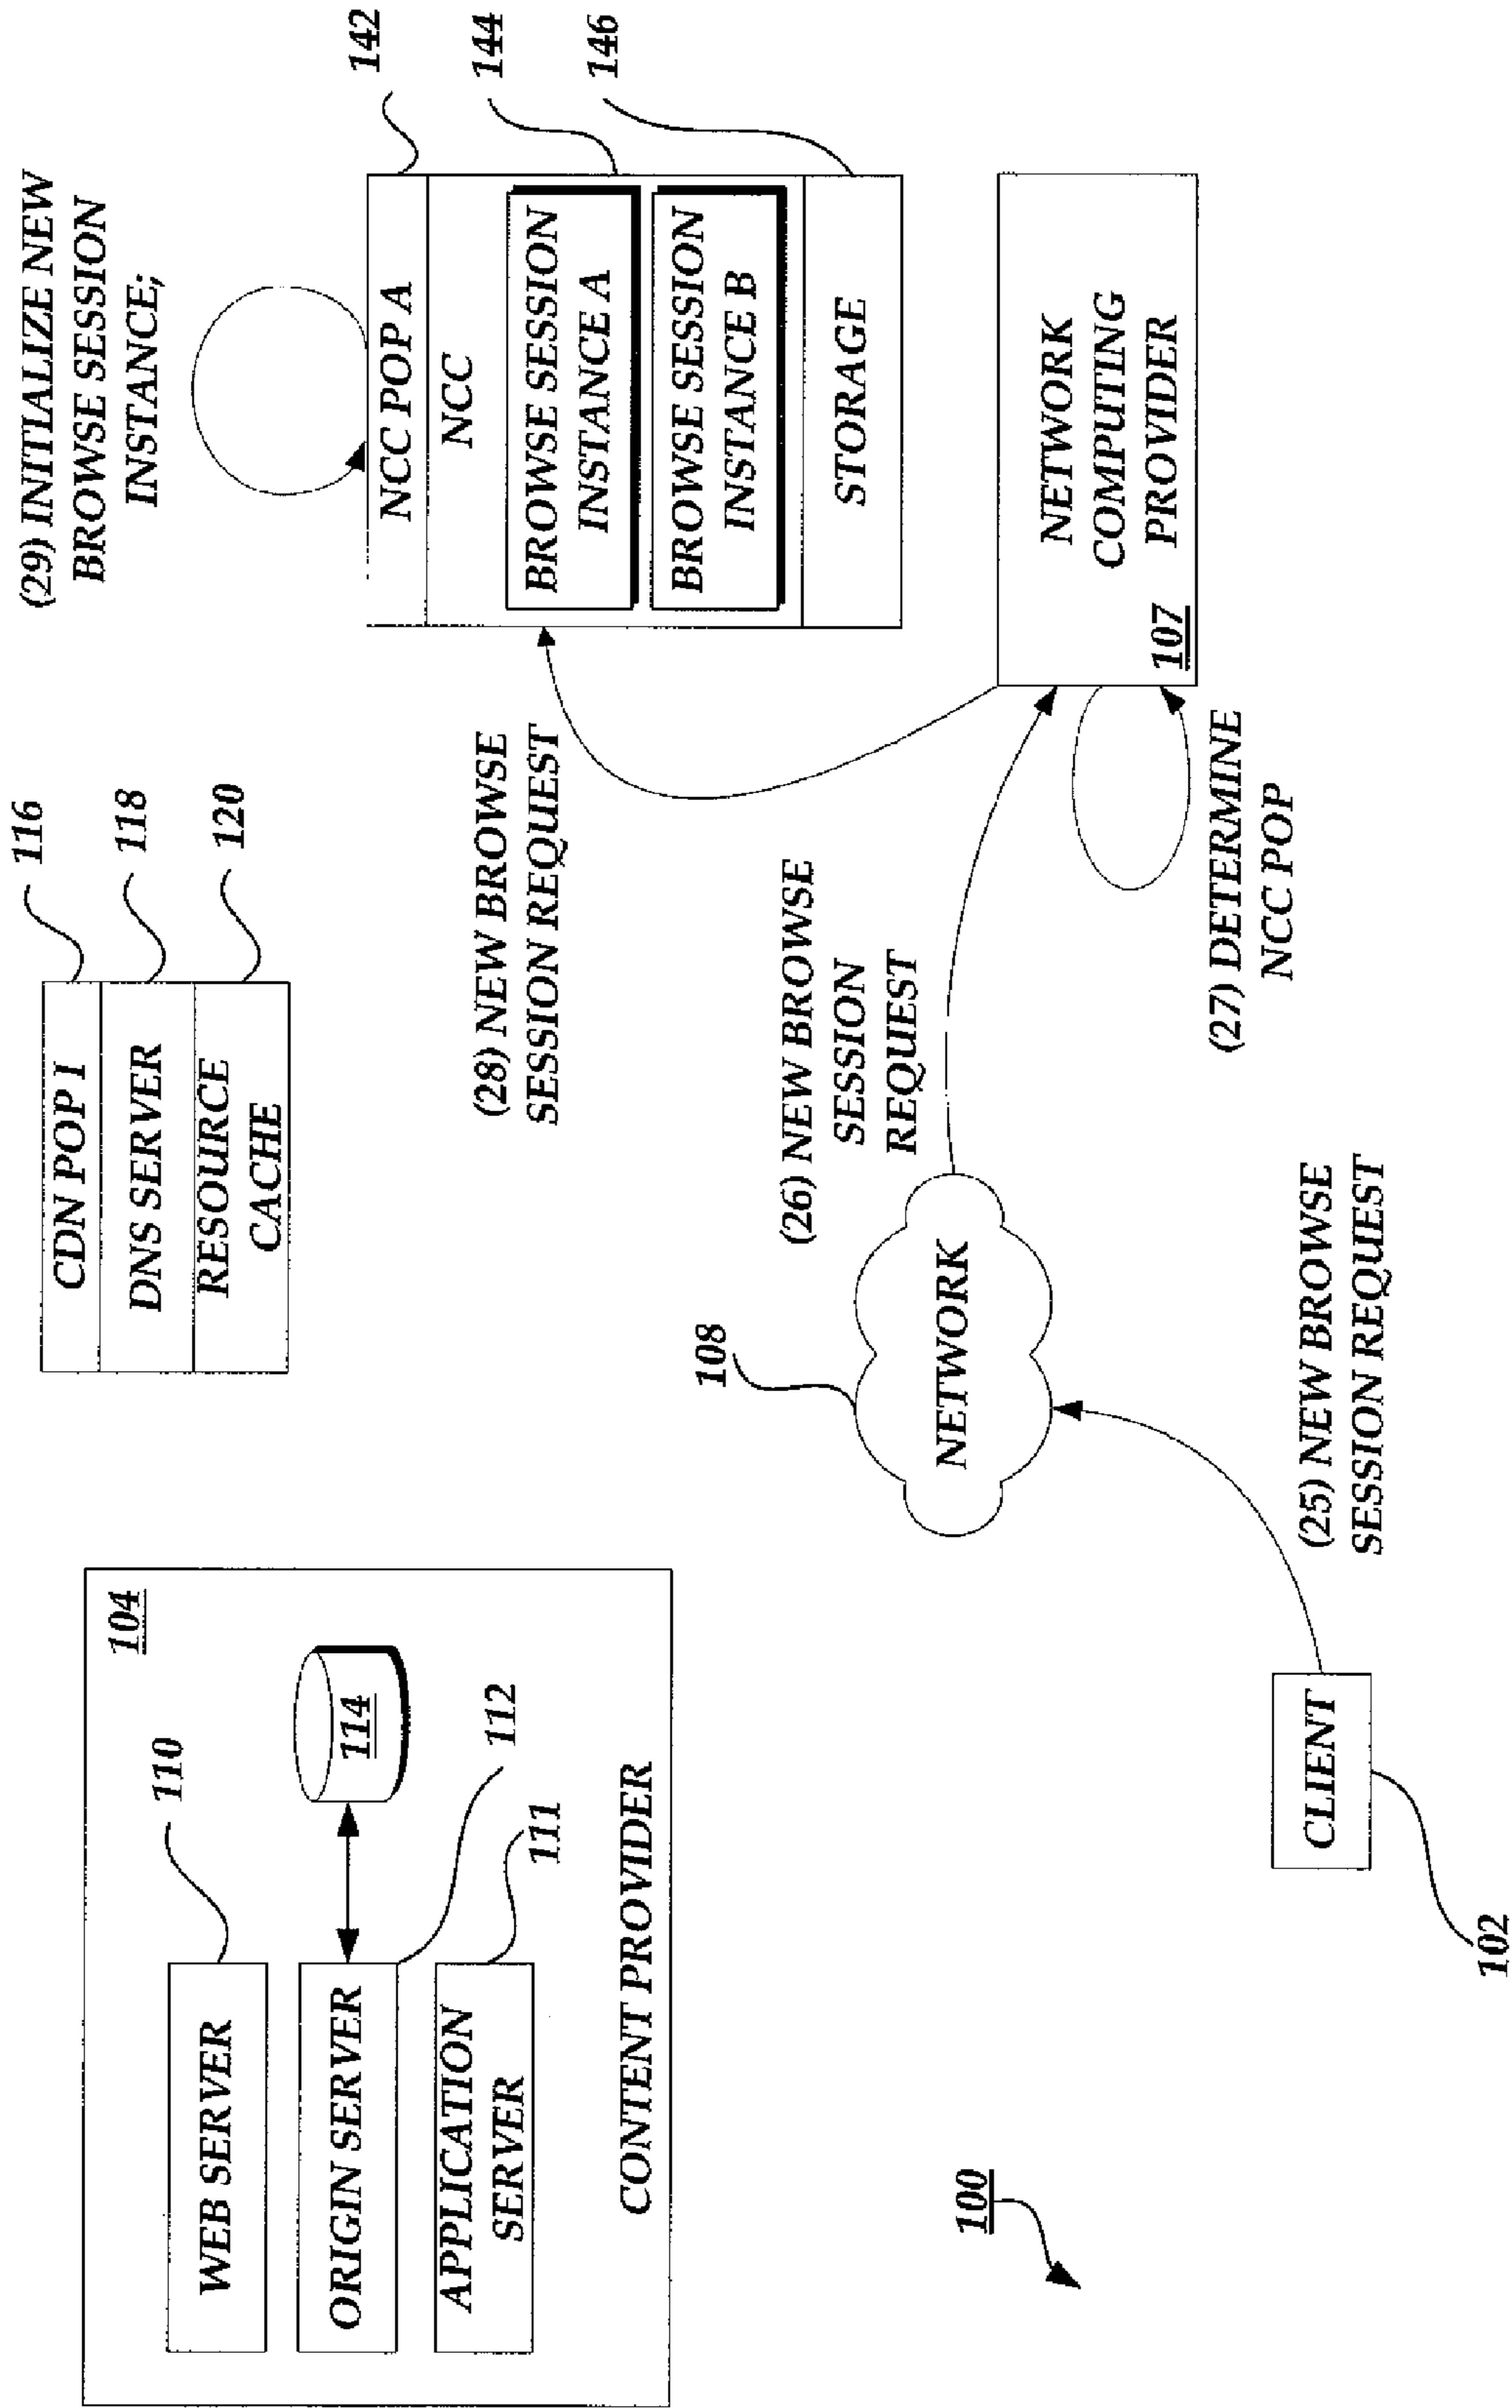 104
110
WEB SERVER
114
ORIGIN SERVER
112
APPLICATION
SERVER
111
CONTENT PROVIDER
116
CDN POP I
118
DNS SERVER
120
RESOURCE
CACHE
(29) INITIALIZE NEW
BROWSE SESSION
INSTANCE;
142
NCC POP A
NCC
144
BROWSE SESSION
INSTANCE A
146
BROWSE SESSION
INSTANCE B
STORAGE
(28) NEW BROWSE
SESSION REQUEST
108
NETWORK
(26) NEW BROWSE
SESSION
REQUEST
NETWORK
COMPUTING
PROVIDER
107
(27) DETERMINE
NCC POP
(25) NEW BROWSE
SESSION REQUEST
CLIENT
102
100